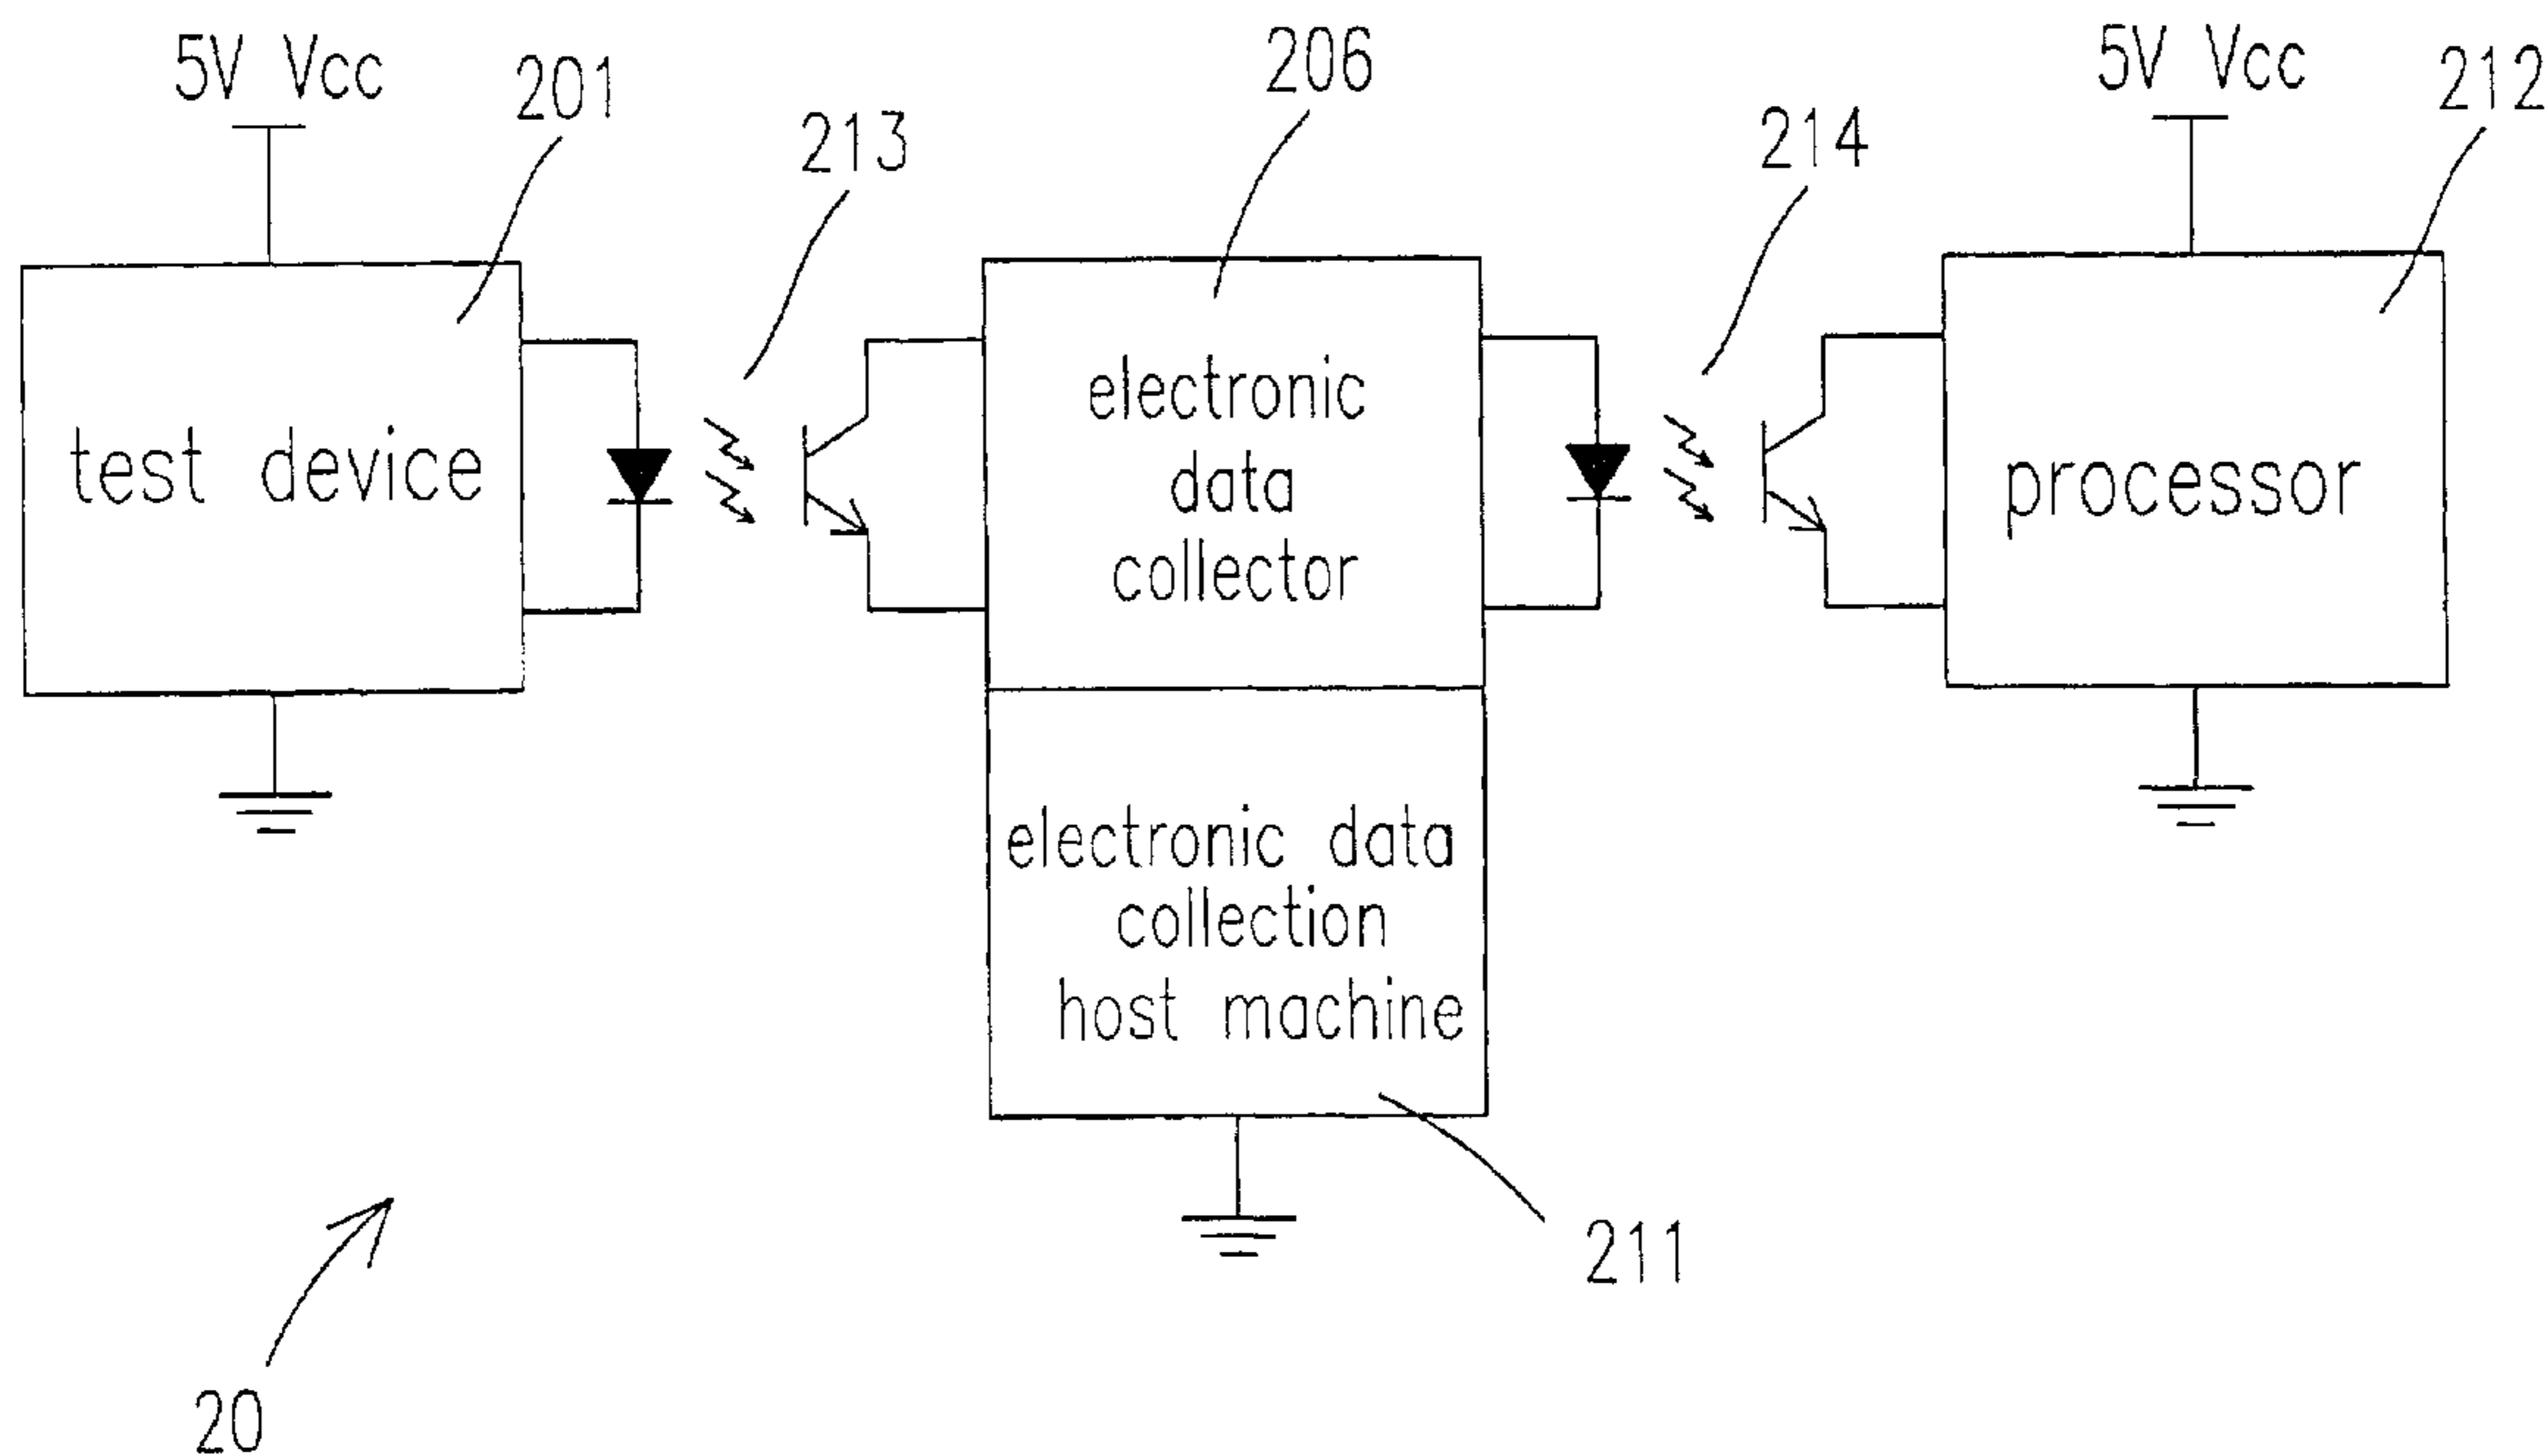 5V Vcc
201
213
206
214
5V Vcc
212
test device
electronic
data
collector
processor
electronic data
collection
host machine
211
20